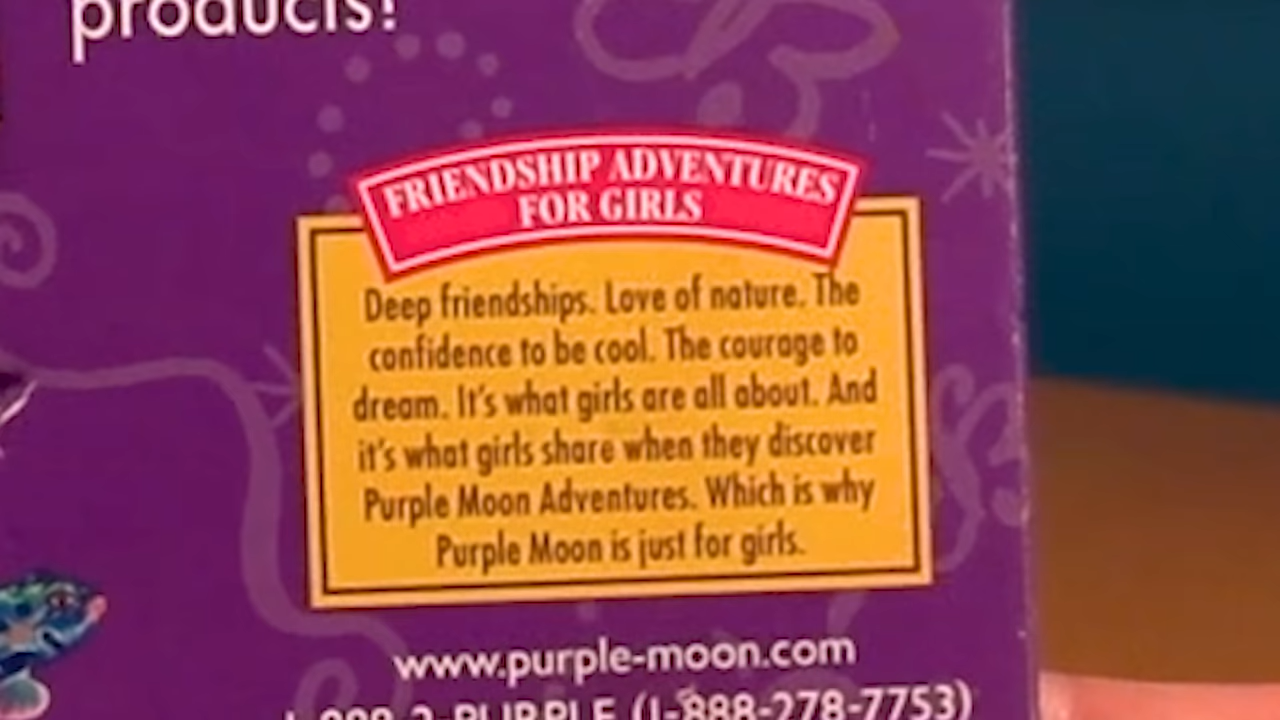 products!
FRIENDSHIP ADVENTURES
FOR GIRLS
Deep friendships. Love of nature. The
confidence to be cool. The courage to
dream. It's what girls are all about. And
it's what girls share when they discover
Purple Moon Adventures. Which is why
Purple Moon is just for girls.
www.purple-moon.com
1-888-2-PURPLE (1-888-278-7753)